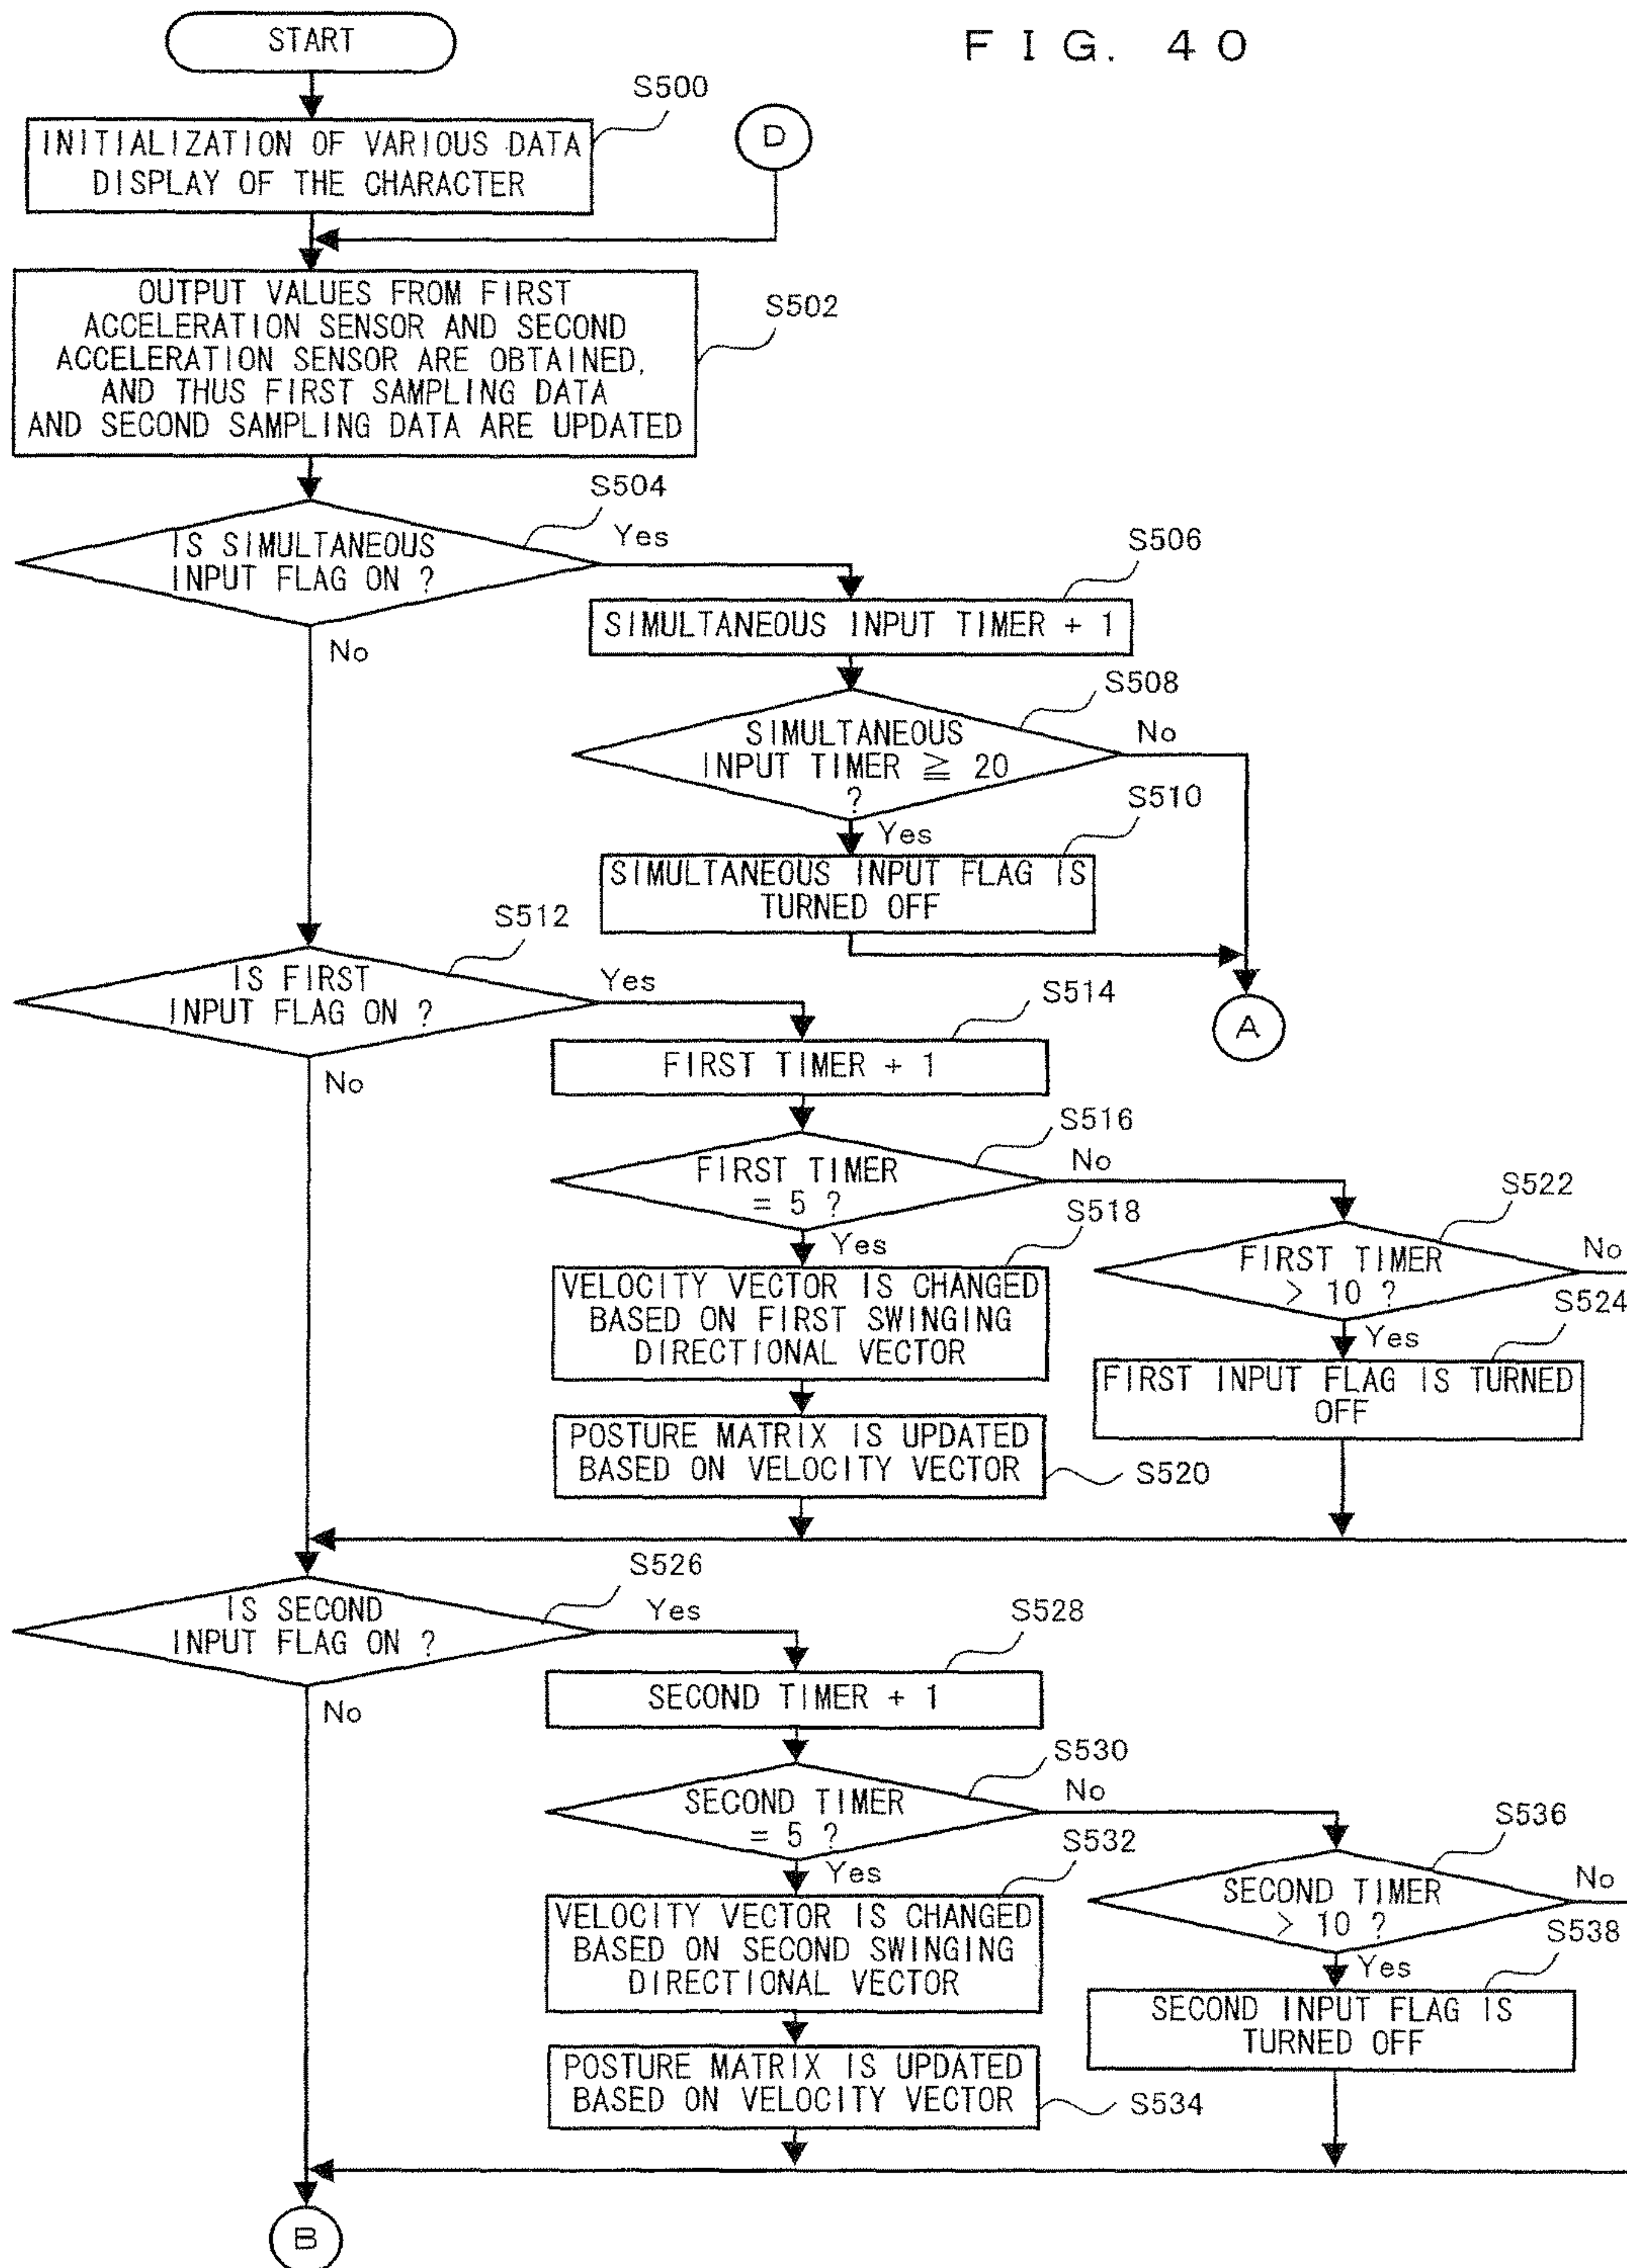 FIG. 40
START
S500
INITIALIZATION OF VARIOUS DATA
DISPLAY OF THE CHARACTER
D
S502
OUTPUT VALUES FROM FIRST
ACCELERATION SENSOR AND SECOND
ACCELERATION SENSOR ARE OBTAINED,
AND THUS FIRST SAMPLING DATA
AND SECOND SAMPLING DATA ARE UPDATED
S504
IS SIMULTANEOUS
INPUT FLAG ON ?
Yes
No
S506
SIMULTANEOUS INPUT TIMER + 1
S508
SIMULTANEOUS
INPUT TIMER ≧ 20
?
No
Yes
S510
SIMULTANEOUS INPUT FLAG IS
TURNED OFF
A
S512
IS FIRST
INPUT FLAG ON ?
Yes
No
S514
FIRST TIMER + 1
S516
FIRST TIMER
= 5 ?
No
Yes
S518
VELOCITY VECTOR IS CHANGED
BASED ON FIRST SWINGING
DIRECTIONAL VECTOR
POSTURE MATRIX IS UPDATED
BASED ON VELOCITY VECTOR
S520
S522
FIRST TIMER
> 10 ?
No
Yes
S524
FIRST INPUT FLAG IS TURNED
OFF
S526
IS SECOND
INPUT FLAG ON ?
Yes
No
S528
SECOND TIMER + 1
S530
SECOND TIMER
= 5 ?
No
Yes
S532
VELOCITY VECTOR IS CHANGED
BASED ON SECOND SWINGING
DIRECTIONAL VECTOR
POSTURE MATRIX IS UPDATED
BASED ON VELOCITY VECTOR
S534
S536
SECOND TIMER
> 10 ?
No
Yes
S538
SECOND INPUT FLAG IS
TURNED OFF
B